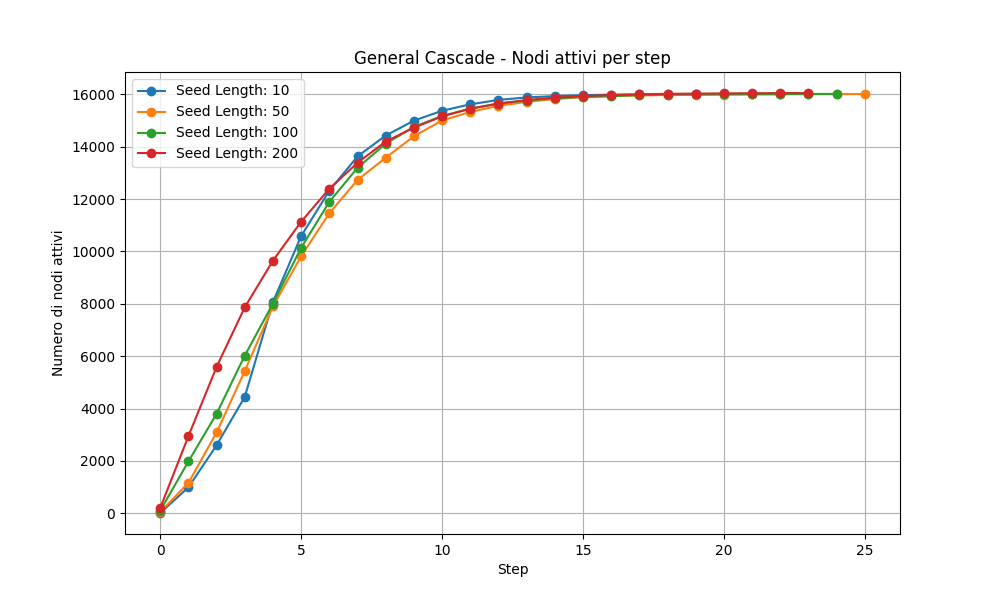 General Cascade - Nodi attivi per step
Seed Length: 10
Seed Length: 50
Seed Length: 100
Seed Length: 200
Numero di nodi attivi
16000
14000
12000
10000
8000
6000
4000
2000
0
0 5 10 15 20 25
Step